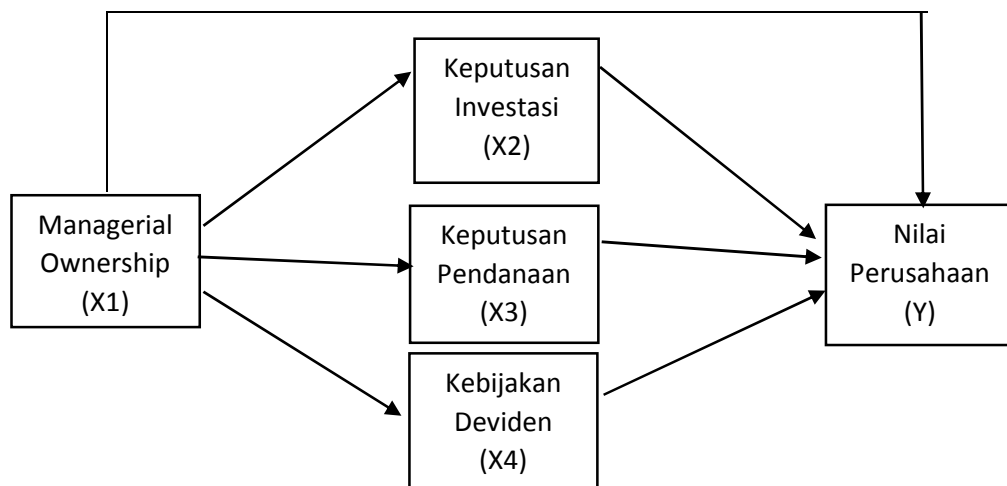 Keputusan
Investasi
(X2)
Managerial
Ownership
(X1)
Keputusan
Pendanaan
(X3)
Nilai
Perusahaan
(Y)
Kebijakan
Deviden
(X4)